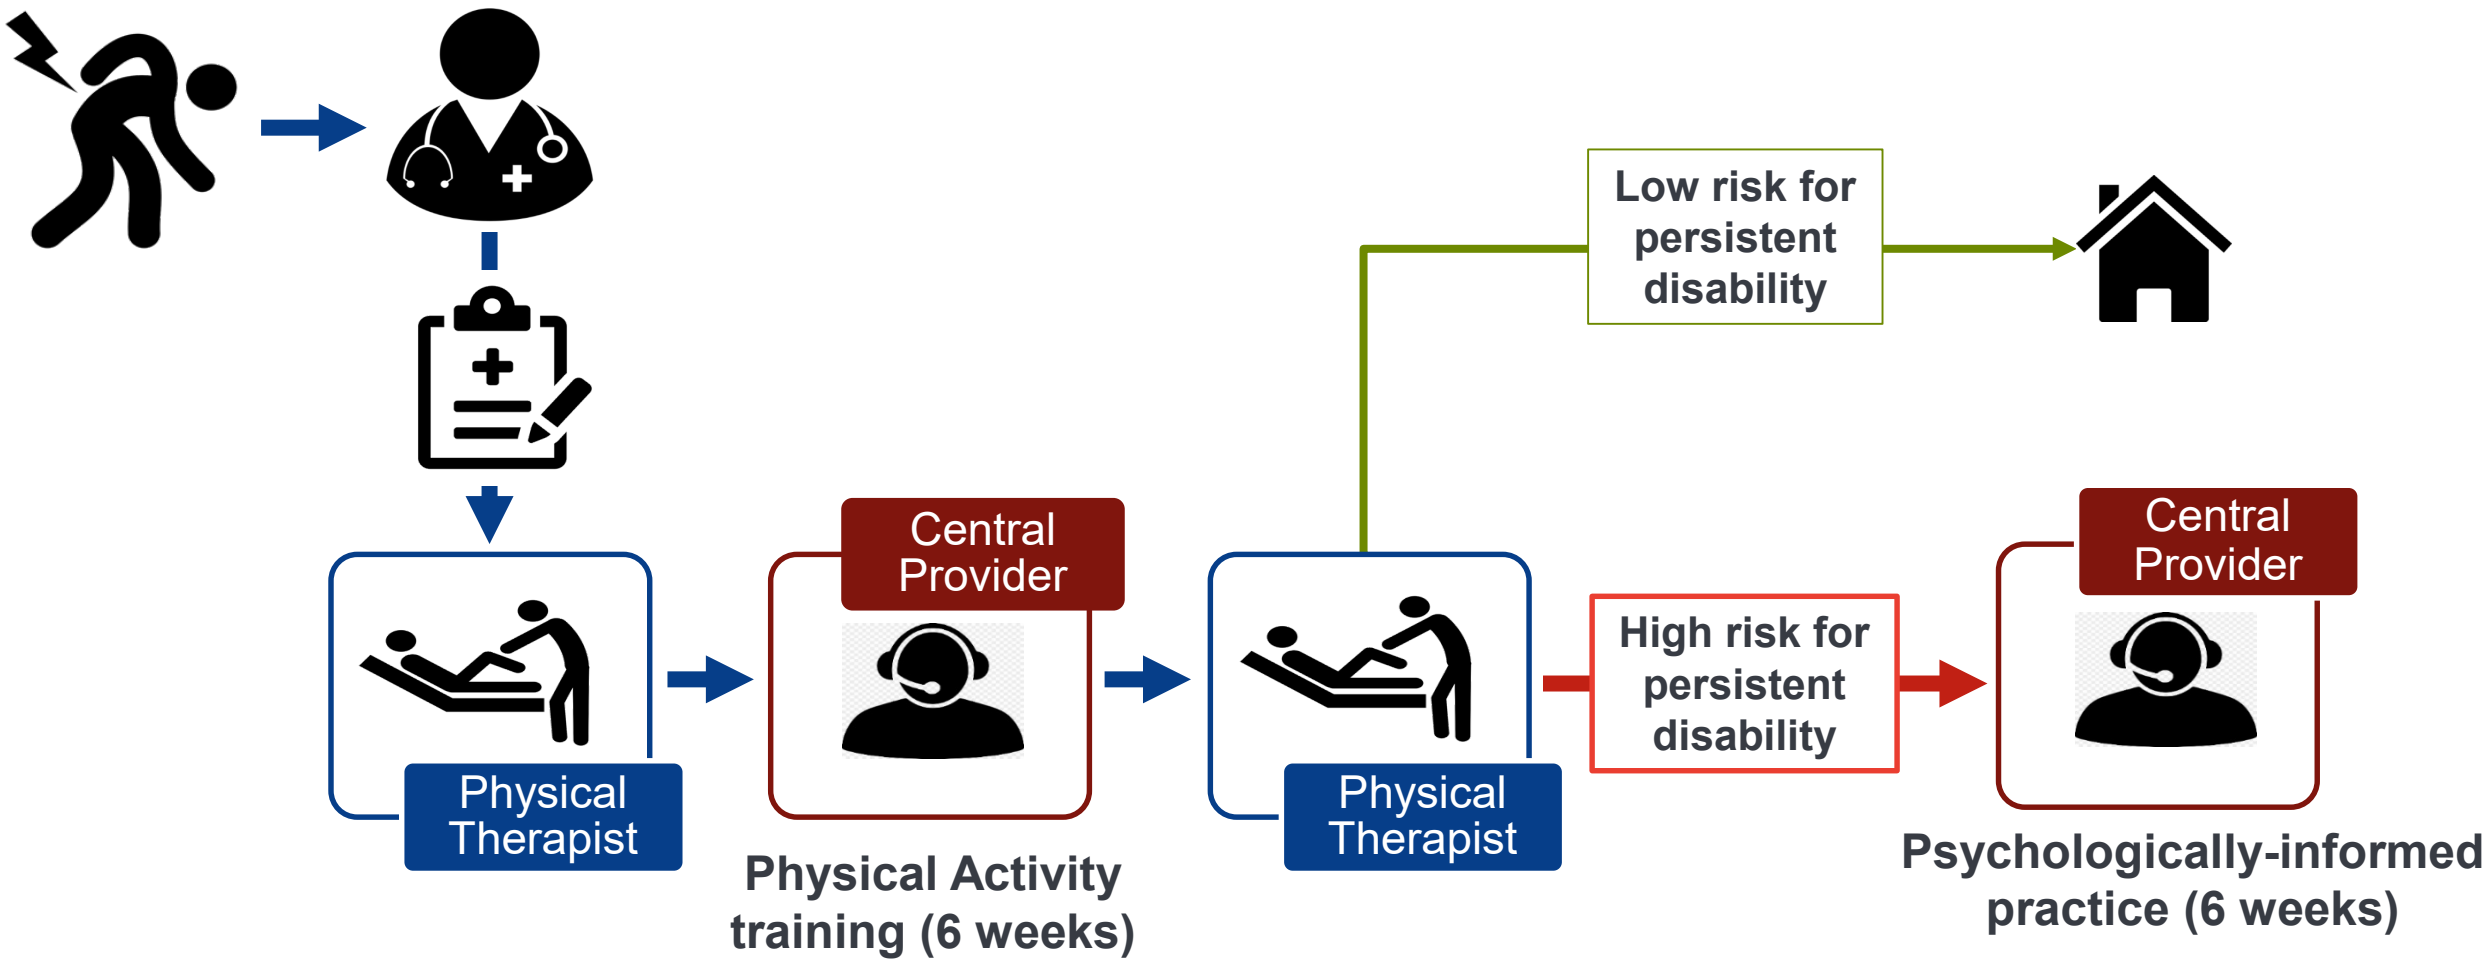 Low risk for
persistent
disability
Central
Provider
Physical
Therapist
Physical Activity
training (6 weeks)
Physical
Therapist
High risk for
persistent
disability
Central
Provider
Psychologically-informed
practice (6 weeks)